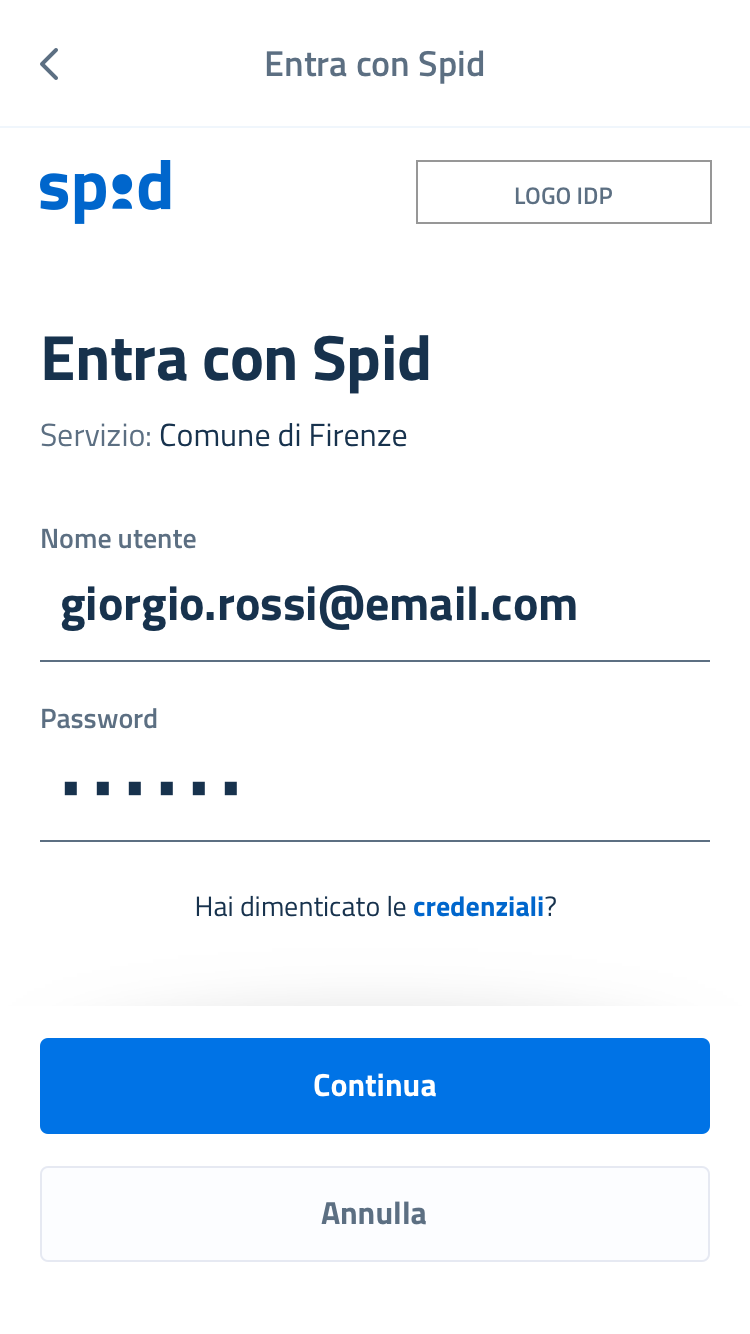 Entra con Spid
spid
LOGO IDP
Entra con Spid
Servizio: Comune di Firenze
Nome utente
giorgio.rossi@email.com
Password
Hai dimenticato le credenziali?
Continua
Annulla